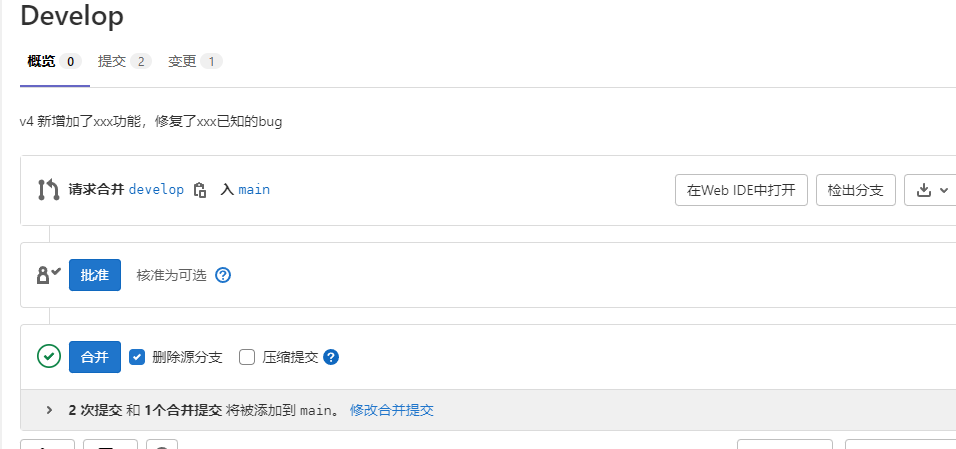 Develop
概览 0 提交 2 变更 1
v4 新增加了xxx功能，修复了xxx已知的bug
请求合并 develop 入 main 在Web IDE中打开 检出分支
批准 核准为可选
合并 删除源分支 压缩提交
2 次提交 和 1个合并提交 将被添加到 main。 修改合并提交